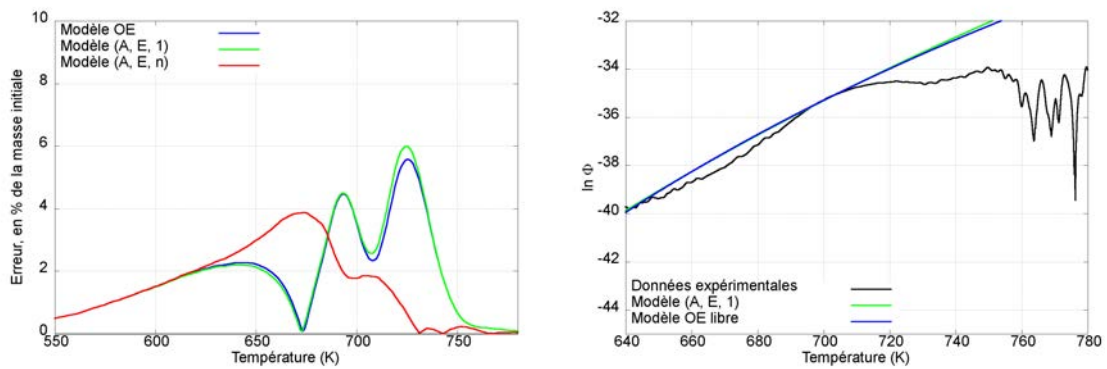 10
8
6
4
2
0
Erreur, en % de la masse initiale
Modèle OE
Modèle (A, E, 1)
Modèle (A, E, n)
550
600
650
700
750
Température (K)
-32
-34
-36
-38
-40
-42
-44
ln Φ
Données expérimentales
Modèle (A, E, 1)
Modèle OE libre
640
660
680
700
720
740
760
780
Température (K)